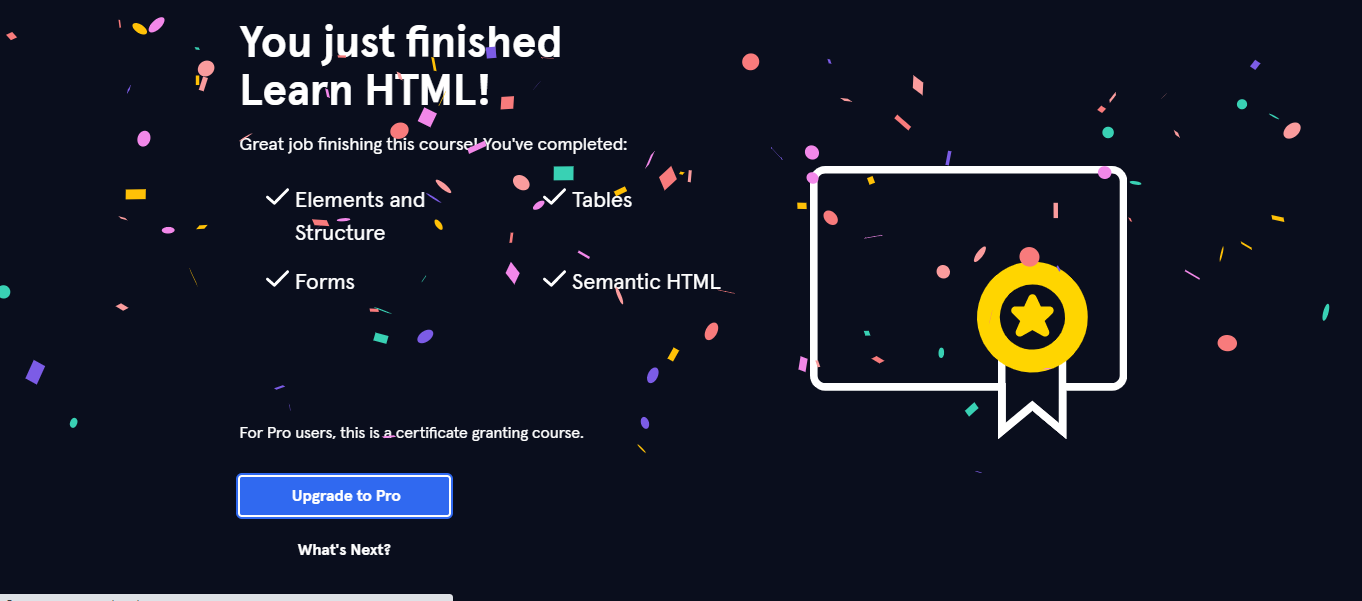 You just finished
Learn HTML!
Great job finishing this course! You've completed:
Elements and
Structure
Tables
Forms
Semantic HTML
For Pro users, this is a certificate granting course.
Upgrade to Pro
What's Next?